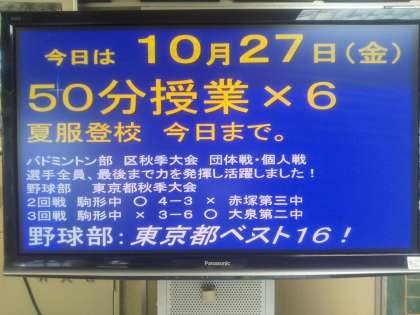 今日は 10月27日(金)
50分授業×6
夏服登校 今日まで。
バドミントン部 区秋季大会 団体戦・個人戦
選手全員、最後まで力を発揮し活躍しました!
野球部 東京都秋季大会
2回戦 駒形中 ○ 4-3 × 赤塚第三中
3回戦 駒形中 × 3-6 ○ 大泉第二中
野球部:東京都ベスト16!
Panasonic